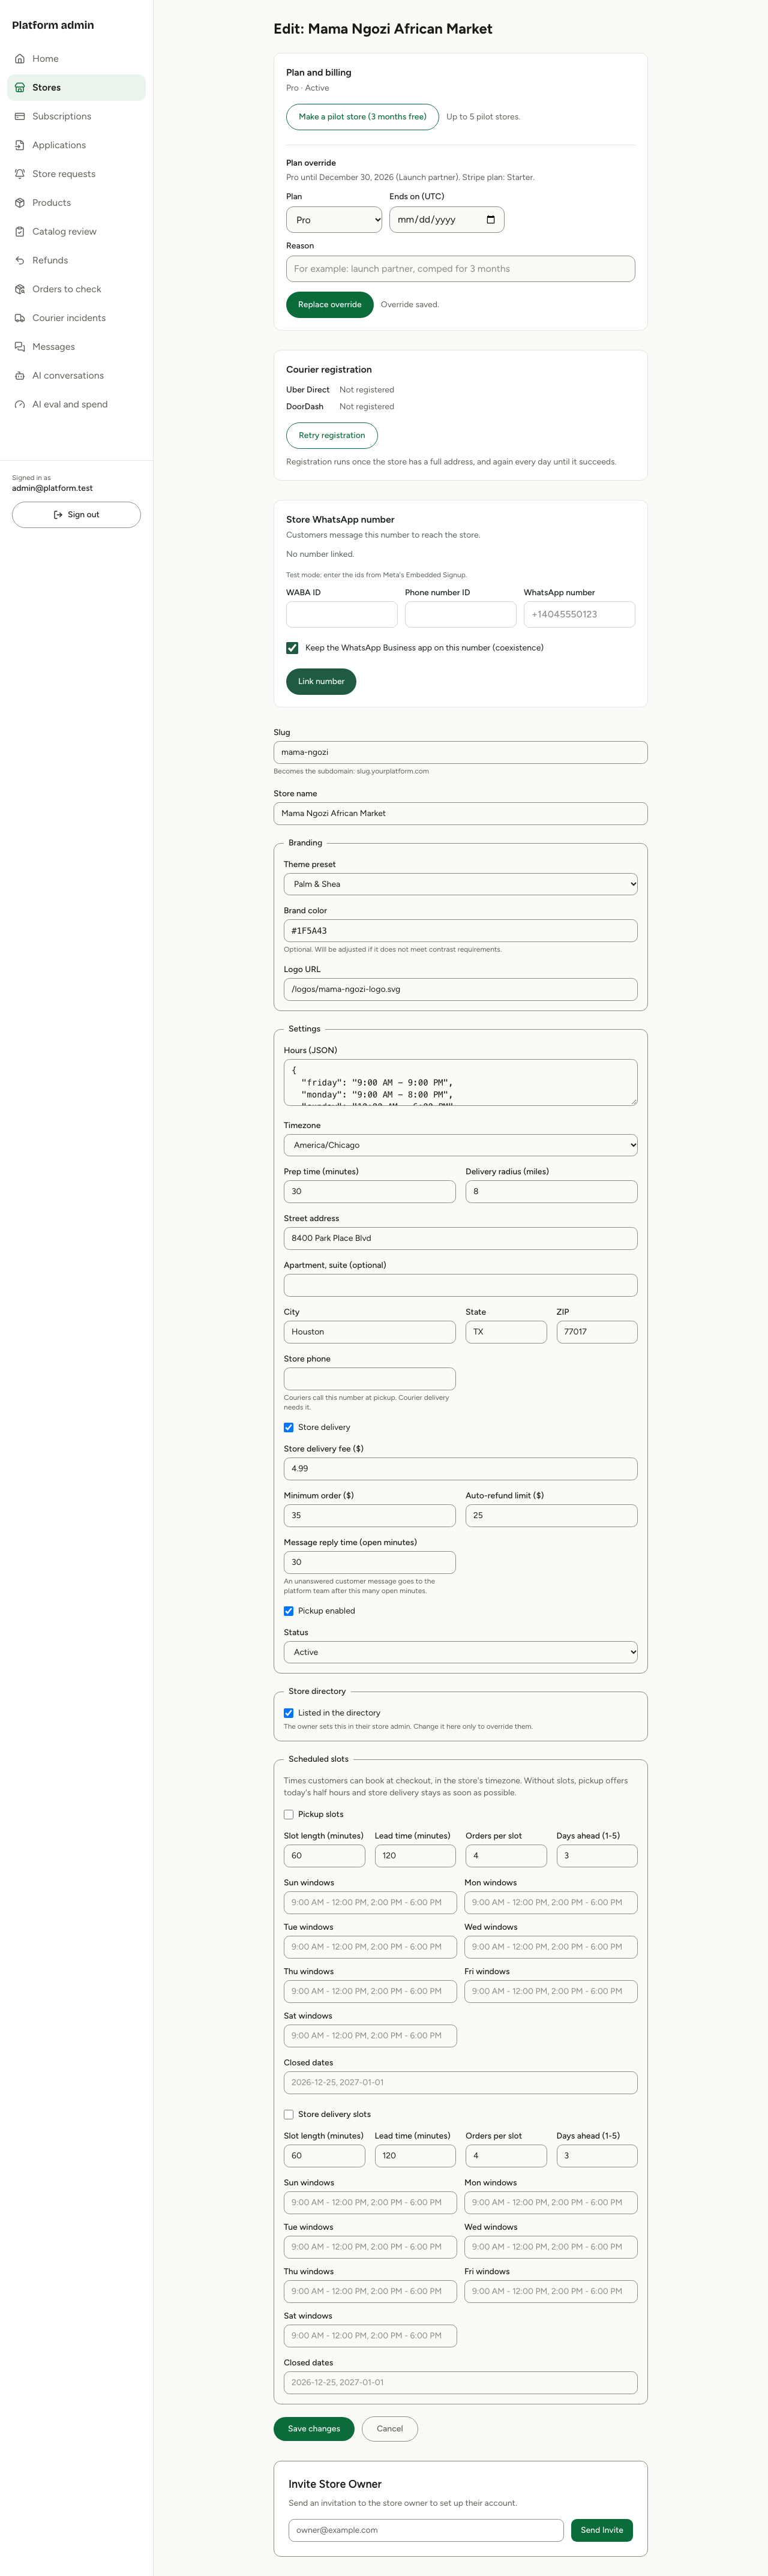 Platform admin
Home
Stores
Subscriptions
Applications
Store requests
Products
Catalog review
Refunds
Orders to check
Courier incidents
Messages
AI conversations
AI eval and spend
Signed in as
admin@platform.test
Sign out
Edit: Mama Ngozi African Market
Plan and billing
Pro · Active
Make a pilot store (3 months free) Up to 5 pilot stores.
Plan override
Pro until December 30, 2026 (Launch partner). Stripe plan: Starter.
Plan Ends on (UTC)
Pro mm/dd/yyyy
Reason
For example: launch partner, comped for 3 months
Replace override Override saved.
Courier registration
Uber Direct Not registered
DoorDash Not registered
Retry registration
Registration runs once the store has a full address, and again every day until it succeeds.
Store WhatsApp number
Customers message this number to reach the store.
No number linked.
Test mode: enter the ids from Meta's Embedded Signup.
WABA ID Phone number ID WhatsApp number
+14045550123
Keep the WhatsApp Business app on this number (coexistence)
Link number
Slug
mama-ngozi
Becomes the subdomain: slug.yourplatform.com
Store name
Mama Ngozi African Market
Branding
Theme preset
Palm & Shea
Brand color
#1F5A43
Optional. Will be adjusted if it does not meet contrast requirements.
Logo URL
/logos/mama-ngozi-logo.svg
Settings
Hours (JSON)
{
"friday": "9:00 AM – 9:00 PM",
"monday": "9:00 AM – 8:00 PM",
Timezone
America/Chicago
Prep time (minutes) Delivery radius (miles)
30 8
Street address
8400 Park Place Blvd
Apartment, suite (optional)
City State ZIP
Houston TX 77017
Store phone
Couriers call this number at pickup. Courier delivery
needs it.
Store delivery
Store delivery fee ($)
4.99
Minimum order ($) Auto-refund limit ($)
35 25
Message reply time (open minutes)
30
An unanswered customer message goes to the
platform team after this many open minutes.
Pickup enabled
Status
Active
Store directory
Listed in the directory
The owner sets this in their store admin. Change it here only to override them.
Scheduled slots
Times customers can book at checkout, in the store's timezone. Without slots, pickup offers
today's half hours and store delivery stays as soon as possible.
Pickup slots
Slot length (minutes) Lead time (minutes) Orders per slot Days ahead (1-5)
60 120 4 3
Sun windows Mon windows
9:00 AM - 12:00 PM, 2:00 PM - 6:00 PM 9:00 AM - 12:00 PM, 2:00 PM - 6:00 PM
Tue windows Wed windows
9:00 AM - 12:00 PM, 2:00 PM - 6:00 PM 9:00 AM - 12:00 PM, 2:00 PM - 6:00 PM
Thu windows Fri windows
9:00 AM - 12:00 PM, 2:00 PM - 6:00 PM 9:00 AM - 12:00 PM, 2:00 PM - 6:00 PM
Sat windows
9:00 AM - 12:00 PM, 2:00 PM - 6:00 PM
Closed dates
2026-12-25, 2027-01-01
Store delivery slots
Slot length (minutes) Lead time (minutes) Orders per slot Days ahead (1-5)
60 120 4 3
Sun windows Mon windows
9:00 AM - 12:00 PM, 2:00 PM - 6:00 PM 9:00 AM - 12:00 PM, 2:00 PM - 6:00 PM
Tue windows Wed windows
9:00 AM - 12:00 PM, 2:00 PM - 6:00 PM 9:00 AM - 12:00 PM, 2:00 PM - 6:00 PM
Thu windows Fri windows
9:00 AM - 12:00 PM, 2:00 PM - 6:00 PM 9:00 AM - 12:00 PM, 2:00 PM - 6:00 PM
Sat windows
9:00 AM - 12:00 PM, 2:00 PM - 6:00 PM
Closed dates
2026-12-25, 2027-01-01
Save changes Cancel
Invite Store Owner
Send an invitation to the store owner to set up their account.
owner@example.com Send Invite